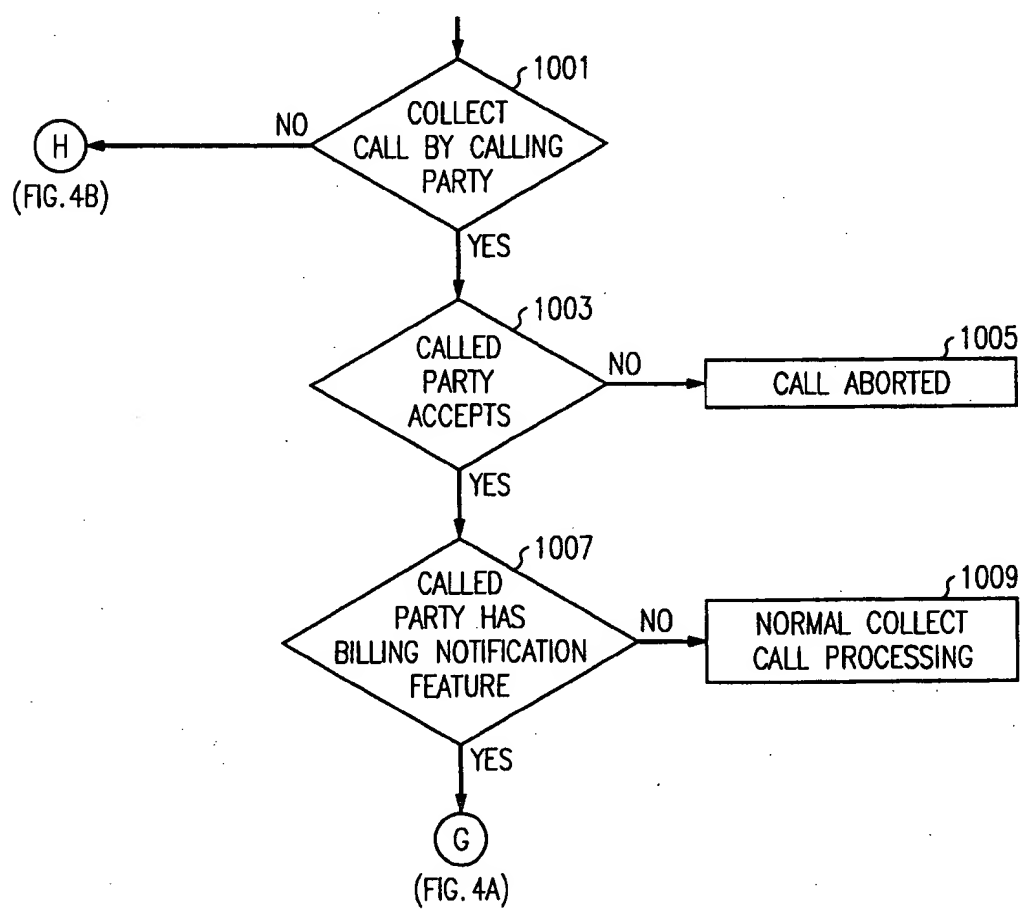 1001
COLLECT
CALL BY CALLING
PARTY
NO
H
(FIG. 4B)
YES
1003
CALLED
PARTY
ACCEPTS
NO
1005
CALL ABORTED
YES
1007
CALLED
PARTY HAS
BILLING NOTIFICATION
FEATURE
NO
1009
NORMAL COLLECT
CALL PROCESSING
YES
G
(FIG. 4A)